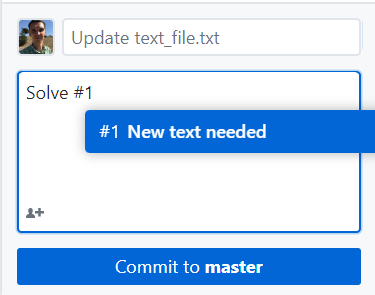 Update text_file.txt
Solve #1
#1 New text needed
Commit to master